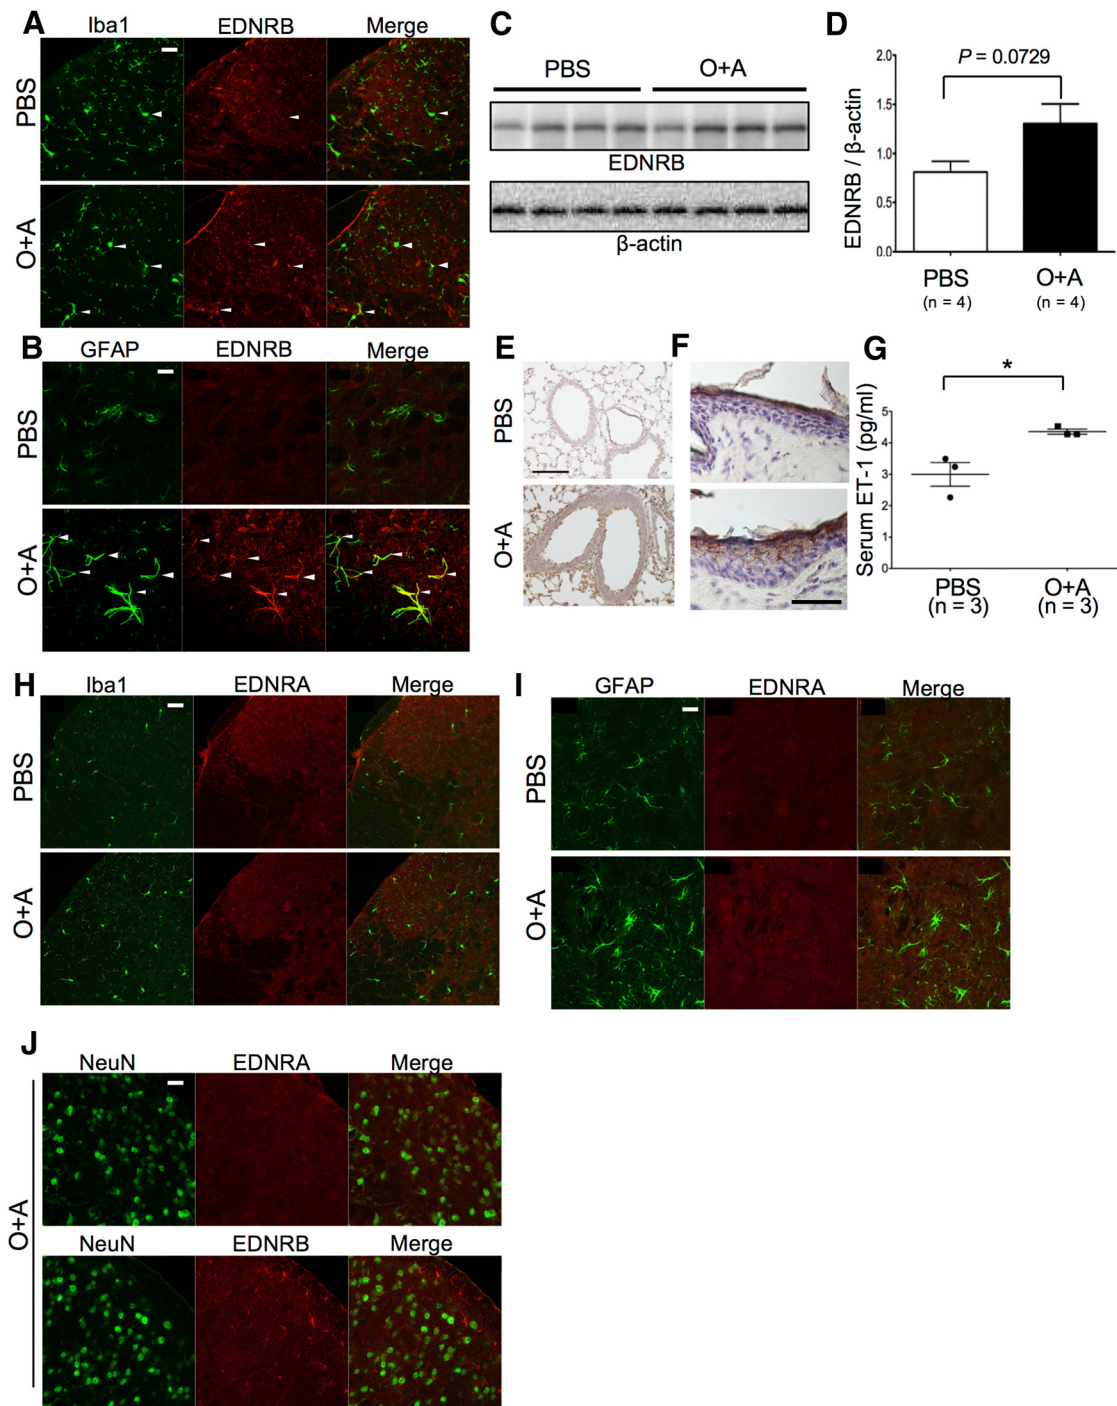 A
Iba1 EDNRB Merge
PBS
O+A
B
GFAP EDNRB Merge
PBS
O+A
C
PBS O+A
EDNRB
β-actin
D
P = 0.0729
EDNRB / β-actin
2.0
1.5
1.0
0.5
0.0
PBS O+A
(n = 4) (n = 4)
E
PBS
O+A
F
G
*
Serum ET-1 (pg/ml)
5
4
3
2
1
0
PBS O+A
(n = 3) (n = 3)
H
Iba1 EDNRA Merge
PBS
O+A
I
GFAP EDNRA Merge
PBS
O+A
J
NeuN EDNRA Merge
O+A
NeuN EDNRB Merge